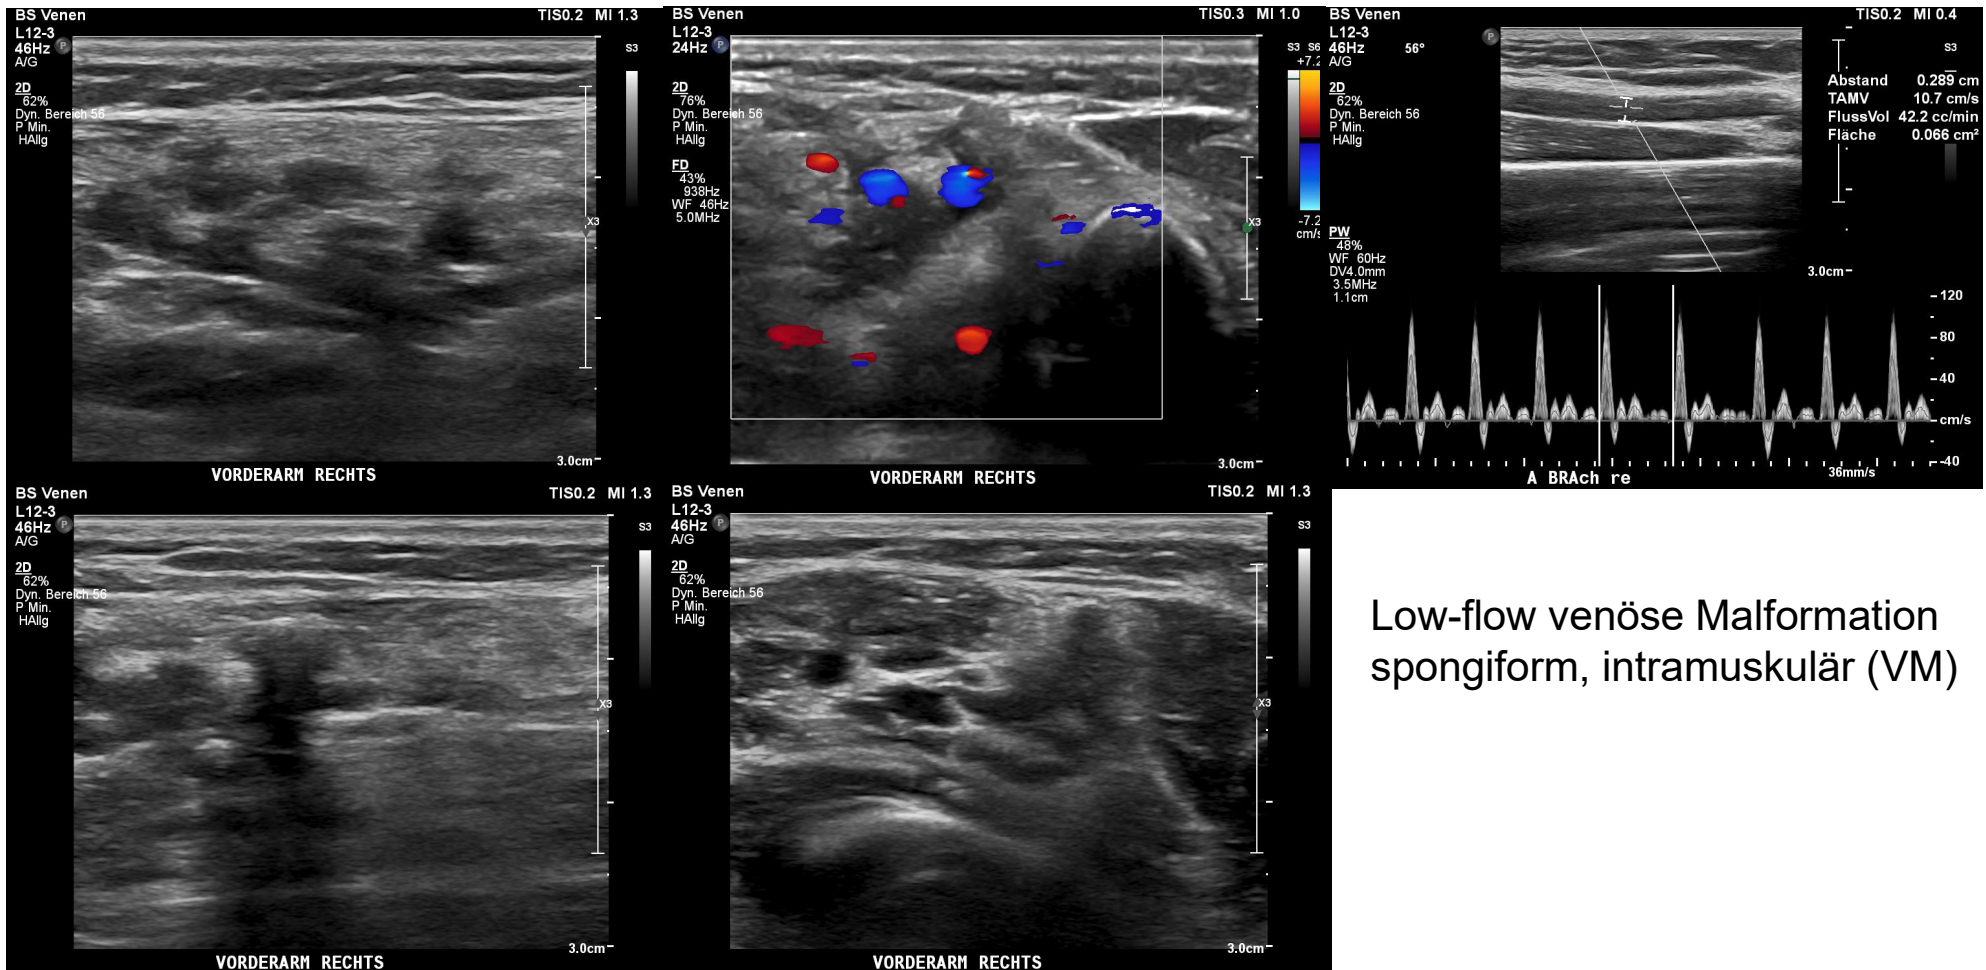 BS Venen
TIS0.2 MI 1.3
L12-3
46Hz
P
A/G
S3
2D
62%
Dyn. Bereich 56
P Min.
HAllg
X3
3.0cm
VORDERARM RECHTS
BS Venen
TIS0.3 MI 1.0
L12-3
24Hz
P
S3 S6
+7.2
2D
76%
Dyn. Bereich 56
P Min.
HAllg
FD
43%
938Hz
WF 46Hz
5.0MHz
-7.2
cm/s
X3
3.0cm
VORDERARM RECHTS
BS Venen
TIS0.2 MI 0.4
L12-3
46Hz 56°
P
A/G
S3
2D
62%
Dyn. Bereich 56
P Min.
HAllg
Abstand 0.289 cm
TAMV 10.7 cm/s
FlussVol 42.2 cc/min
Fläche 0.066 cm²
PW
48%
WF 60Hz
DV4.0mm
3.5MHz
1.1cm
3.0cm
120
80
40
cm/s
-40
36mm/s
A BRAch re
BS Venen
TIS0.2 MI 1.3
L12-3
46Hz
P
A/G
S3
2D
62%
Dyn. Bereich 56
P Min.
HAllg
X3
3.0cm
VORDERARM RECHTS
BS Venen
TIS0.2 MI 1.3
L12-3
46Hz
P
A/G
S3
2D
62%
Dyn. Bereich 56
P Min.
HAllg
X3
3.0cm
VORDERARM RECHTS
Low-flow venöse Malformation
spongiform, intramuskulär (VM)